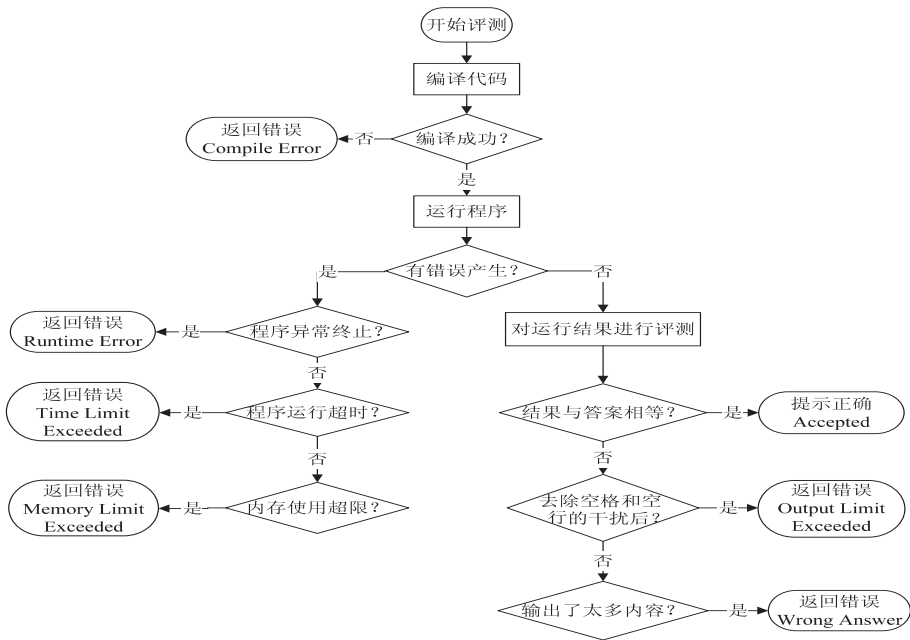 开始评测
编译代码
编译成功?
否
返回错误
Compile Error
是
运行程序
有错误产生?
是
否
程序异常终止?
是
返回错误
Runtime Error
否
程序运行超时?
是
返回错误
Time Limit
Exceeded
否
内存使用超限?
是
返回错误
Memory Limit
Exceeded
对运行结果进行评测
结果与答案相等?
是
提示正确
Accepted
否
去除空格和空
行的干扰后?
是
返回错误
Output Limit
Exceeded
否
输出了太多内容?
是
返回错误
Wrong Answer